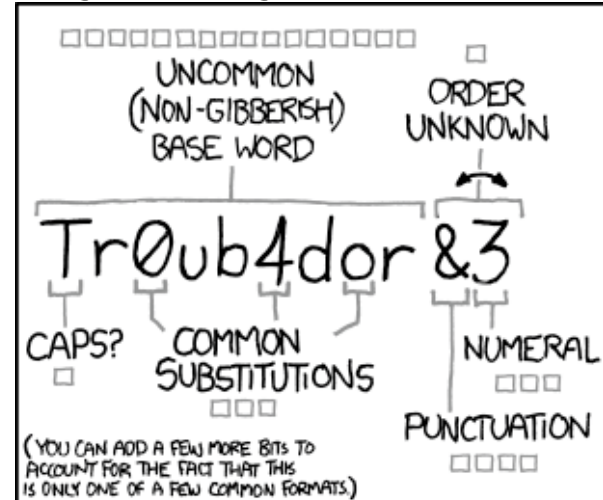 UNCOMMON
(NON-GIBBERISH)
BASE WORD
ORDER
UNKNOWN
Tr0ub4dor &3
CAPS?
COMMON
SUBSTITUTIONS
NUMERAL
PUNCTUATION
(YOU CAN ADD A FEW MORE BITS TO
ACCOUNT FOR THE FACT THAT THIS
IS ONLY ONE OF A FEW COMMON FORMATS.)